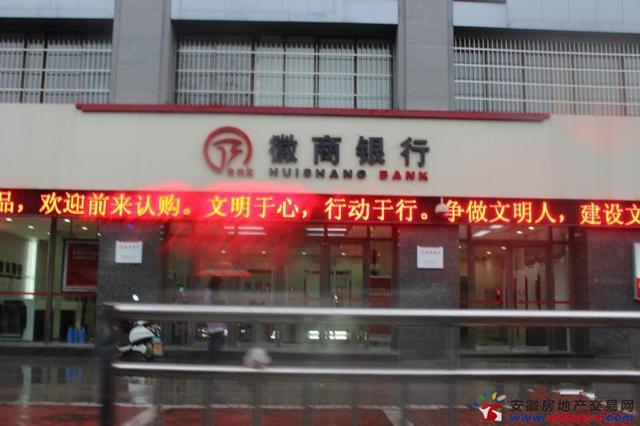 徽商银行
HUISHANG BANK
品，欢迎前来认购。文明于心，行动于行。争做文明人，建设文
安徽房地产交易网